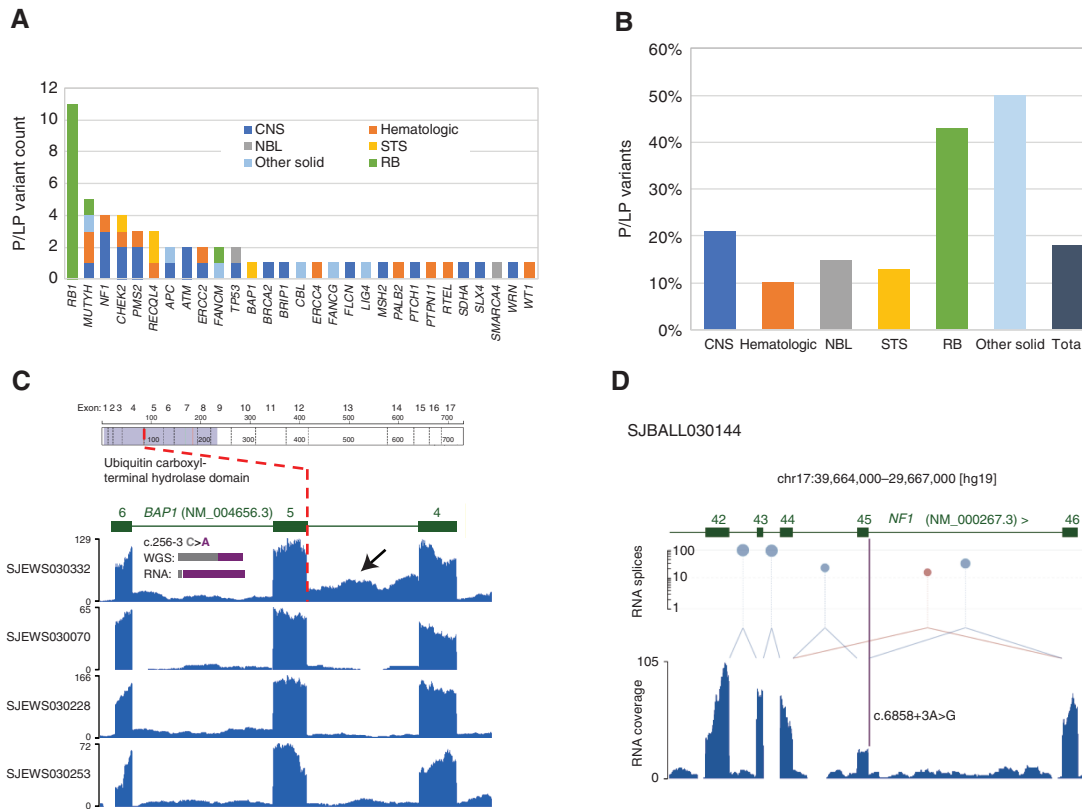 A
P/LP variant count
12
10
8
6
4
2
0
CNS
Hematologic
NBL
STS
Other solid
RB
RB1
MUTYH
NF1
CHEK2
PMS2
RECQL4
APC
ATM
ERCC2
FANCM
TP53
BAP1
BRCA2
BRIP1
CBL
ERCC4
FANCG
FLCN
LIG4
MSH2
PALB2
PTCH1
PTPN11
RTEL
SDHA
SLX4
SMARCA4
WRN
WT1
B
P/LP variants
60%
50%
40%
30%
20%
10%
0%
CNS Hematologic NBL STS RB Other solid Tota
C
Exon: 1 2 3 4 5 6 7 8 9 10 11 12 13 14 15 16 17
100 200 300 400 500 600 700
100 200 300 400 500 600 700
Ubiquitin carboxyl-
terminal hydrolase domain
BAP1 (NM_004656.3)
6 5 4
c.256-3 C>A
WGS:
RNA:
129
SJEWS030332
0
65
SJEWS030070
0
166
SJEWS030228
0
72
SJEWS030253
0
D
SJBALL030144
chr17:39,664,000–29,667,000 [hg19]
42 43 44 45 NF1 (NM_000267.3) > 46
RNA splices
100
10
1
RNA coverage
105
0
c.6858+3A>G